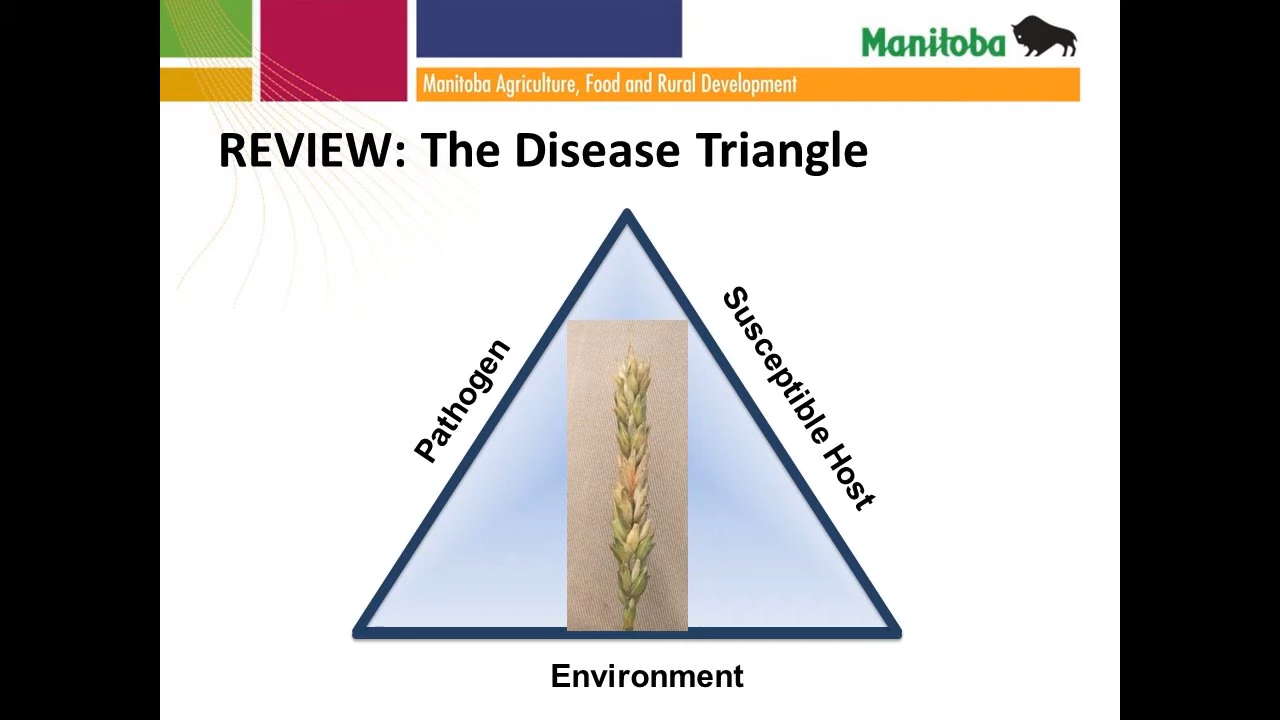 Manitoba
Manitoba Agriculture, Food and Rural Development
REVIEW: The Disease Triangle
Pathogen
Susceptible Host
Environment